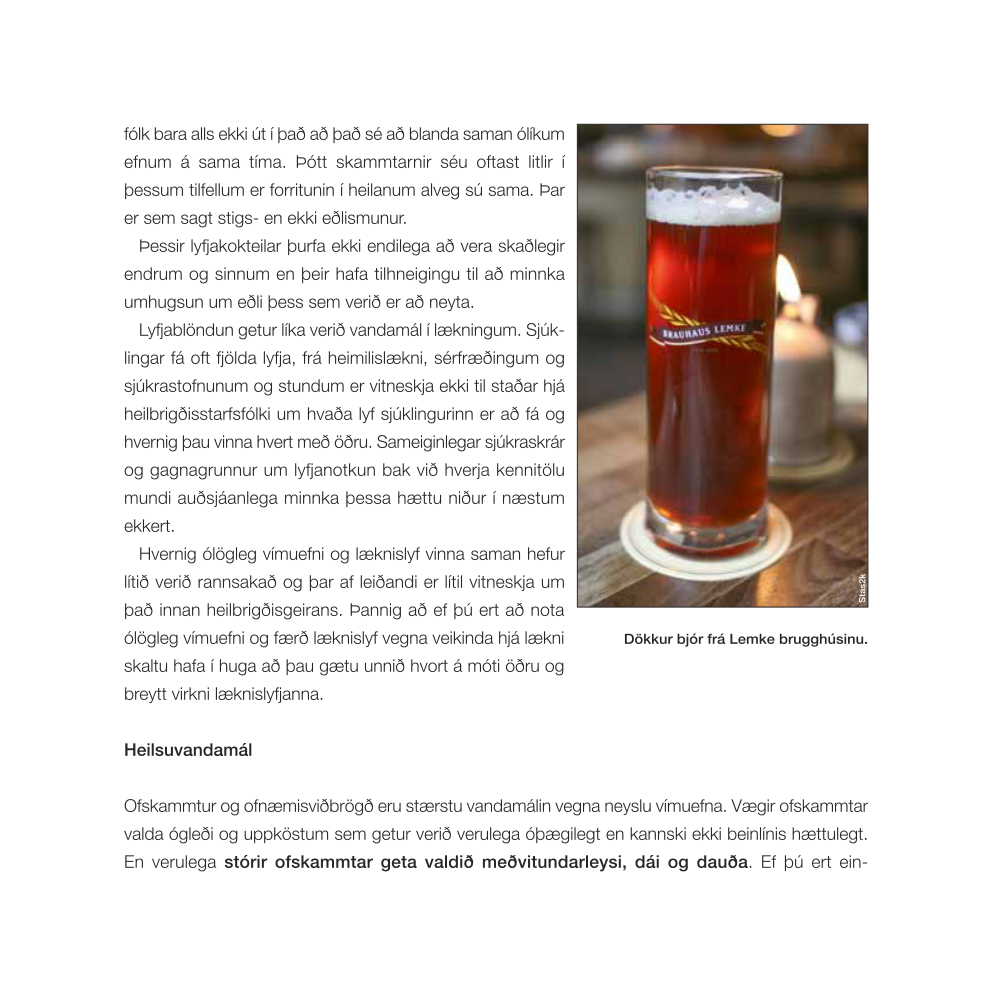 fólk bara alls ekki út í það að það sé að blanda saman ólíkum
efnum á sama tíma. Þótt skammtarnir séu oftast litlir í
þessum tilfellum er forritunin í heilanum alveg sú sama. Þar
er sem sagt stigs- en ekki eðlismunur.
Þessir lyfjakokteilar þurfa ekki endilega að vera skaðlegir
endrum og sinnum en þeir hafa tilhneigingu til að minnka
umhugsun um eðli þess sem verið er að neyta.
Lyfjablöndun getur líka verið vandamál í lækningum. Sjúk-
lingar fá oft fjölda lyfja, frá heimilislækni, sérfræðingum og
sjúkrastofnunum og stundum er vitneskja ekki til staðar hjá
heilbrigðisstarfsfólki um hvaða lyf sjúklingurinn er að fá og
hvernig þau vinna hvert með öðru. Sameiginlegar sjúkraskrár
og gagnagrunnur um lyfjanotkun bak við hverja kennitölu
mundi auðsjáanlega minnka þessa hættu niður í næstum
ekkert.
Hvernig ólögleg vímuefni og læknislyf vinna saman hefur
lítið verið rannsakað og þar af leiðandi er lítil vitneskja um
það innan heilbrigðisgeirans. Þannig að ef þú ert að nota
ólögleg vímuefni og færð læknislyf vegna veikinda hjá lækni
skaltu hafa í huga að þau gætu unnið hvort á móti öðru og
breytt virkni læknislyfjanna.
BRAUHAUS LEMKE
Stas2k
Dökkur bjór frá Lemke brugghúsinu.
Heilsuvandamál
Ofskammtur og ofnæmisviðbrögð eru stærstu vandamálin vegna neyslu vímuefna. Vægir ofskammtar
valda ógleði og uppköstum sem getur verið verulega óþægilegt en kannski ekki beinlínis hættulegt.
En verulega stórir ofskammtar geta valdið meðvitundarleysi, dái og dauða. Ef þú ert ein-